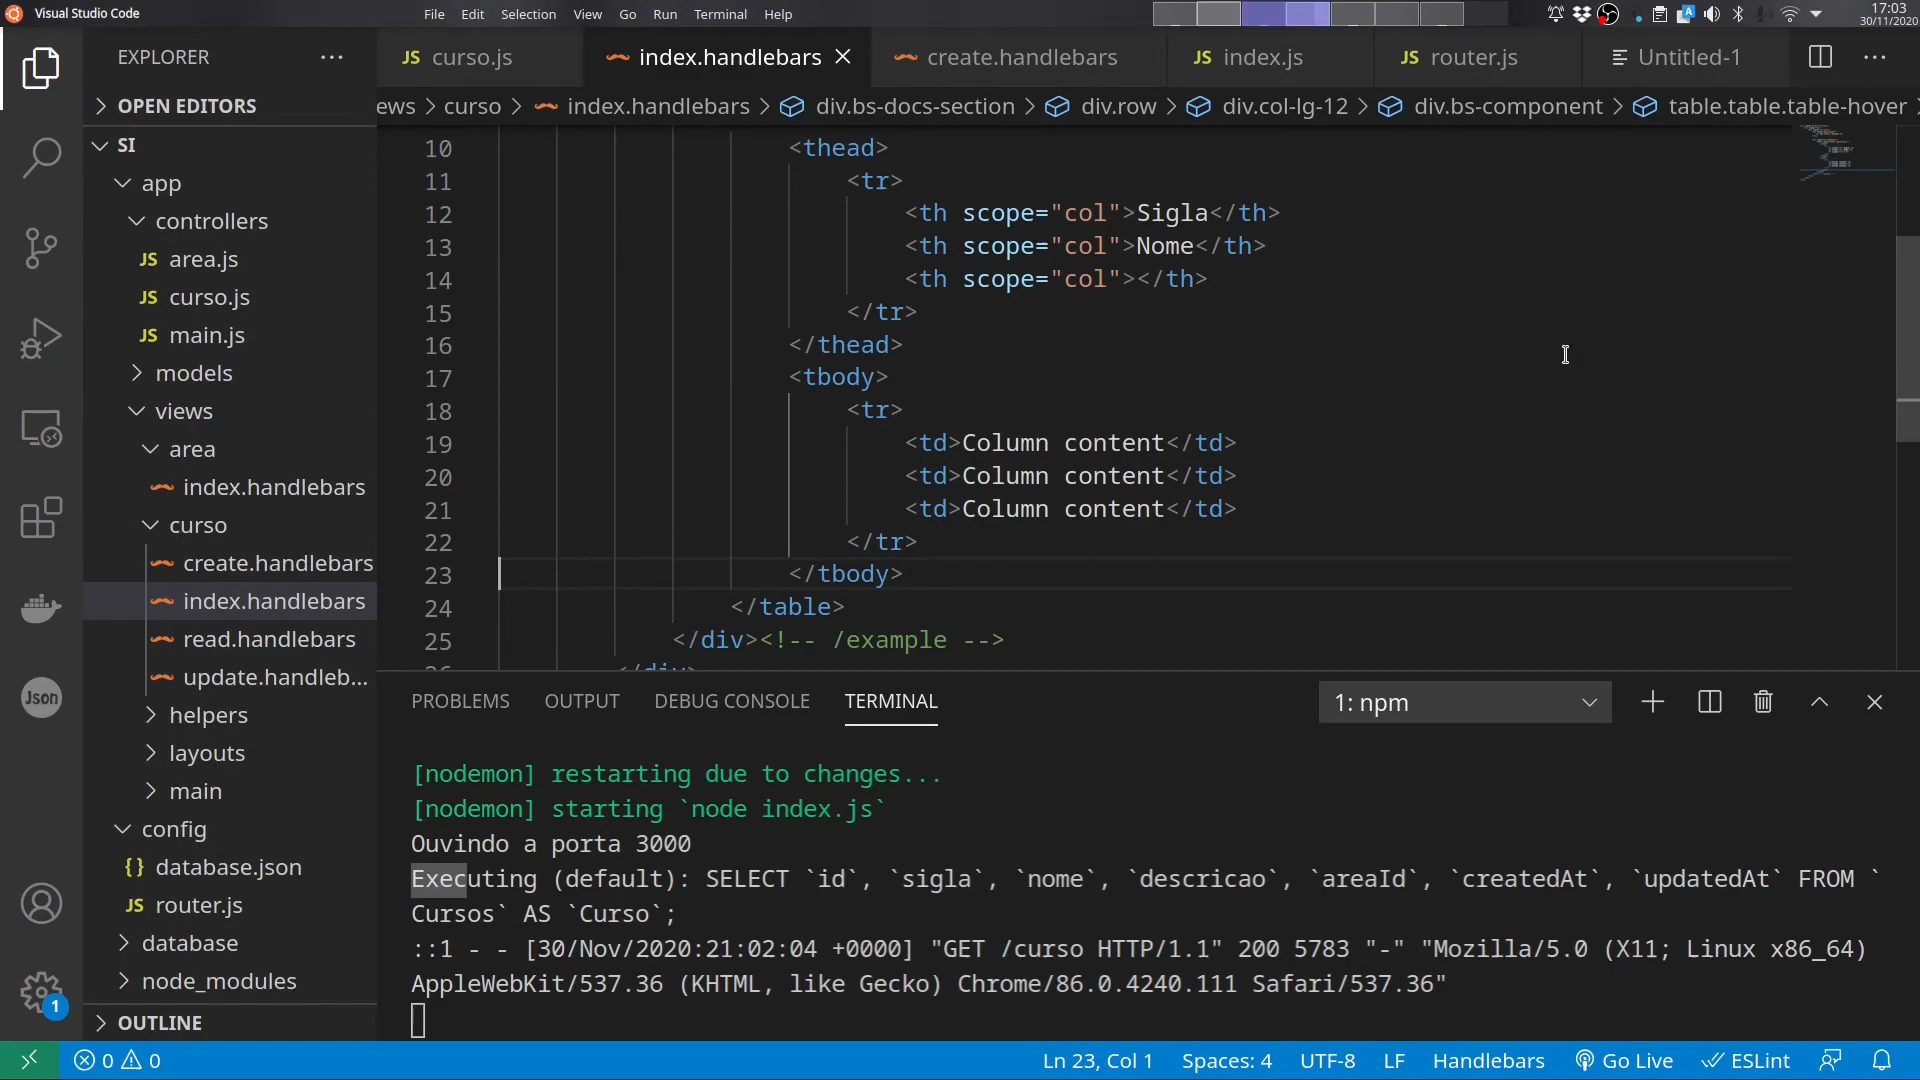 Visual Studio Code File Edit Selection View Go Run Terminal Help 17:03
30/11/2020
EXPLORER ···
OPEN EDITORS
SI
app
controllers
JS area.js
JS curso.js
JS main.js
models
views
area
index.handlebars
curso
create.handlebars
index.handlebars
read.handlebars
update.handleb...
helpers
layouts
main
config
{} database.json
JS router.js
database
node_modules
OUTLINE
Json
1
JS curso.js index.handlebars create.handlebars JS index.js JS router.js Untitled-1 ···
ews > curso > index.handlebars > div.bs-docs-section > div.row > div.col-lg-12 > div.bs-component > table.table.table-hover >
10 <thead>
11 <tr>
12 <th scope="col">Sigla</th>
13 <th scope="col">Nome</th>
14 <th scope="col"></th>
15 </tr>
16 </thead>
17 <tbody>
18 <tr>
19 <td>Column content</td>
20 <td>Column content</td>
21 <td>Column content</td>
22 </tr>
23 </tbody>
24 </table>
25 </div><!-- /example -->
26 </div>
PROBLEMS OUTPUT DEBUG CONSOLE TERMINAL 1: npm
[nodemon] restarting due to changes...
[nodemon] starting `node index.js`
Ouvindo a porta 3000
Executing (default): SELECT `id`, `sigla`, `nome`, `descricao`, `areaId`, `createdAt`, `updatedAt` FROM `
Cursos` AS `Curso`;
::1 - - [30/Nov/2020:21:02:04 +0000] "GET /curso HTTP/1.1" 200 5783 "-" "Mozilla/5.0 (X11; Linux x86_64)
AppleWebKit/537.36 (KHTML, like Gecko) Chrome/86.0.4240.111 Safari/537.36"
0 0 Ln 23, Col 1 Spaces: 4 UTF-8 LF Handlebars Go Live ESLint